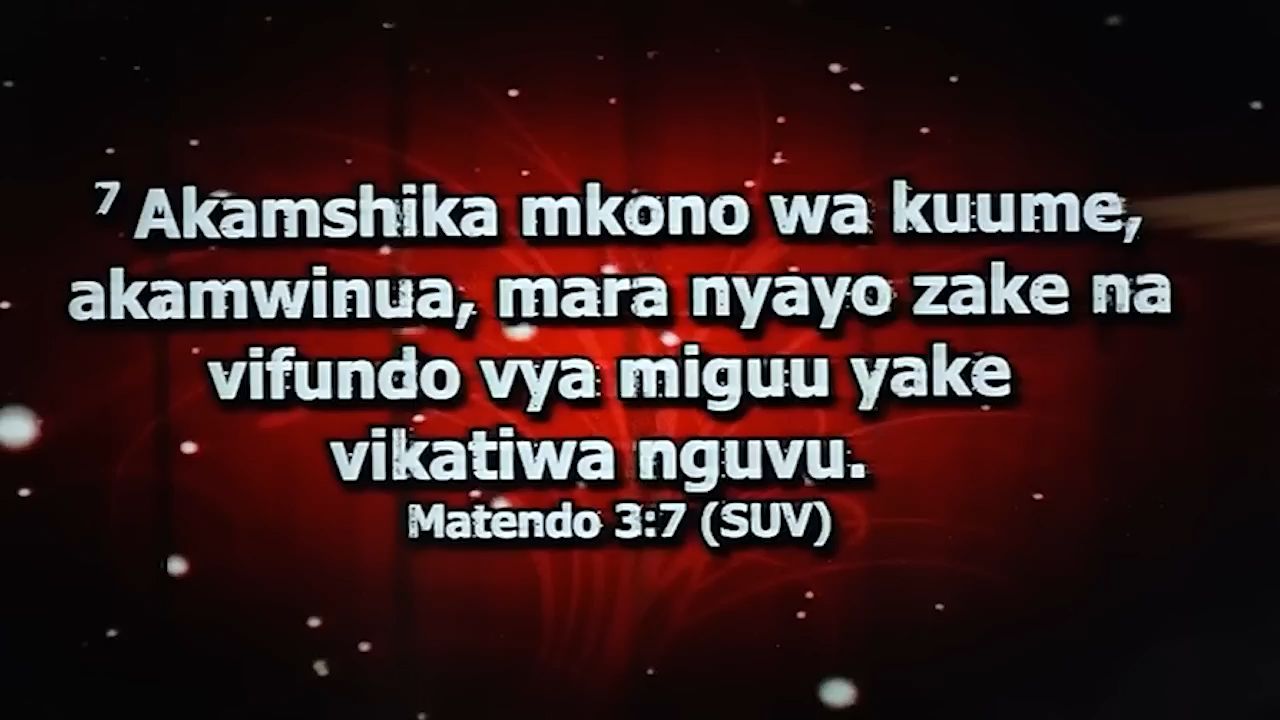 7 Akamshika mkono wa kuume,
akamwinua, mara nyayo zake na
vifundo vya miguu yake
vikatiwa nguvu.
Matendo 3:7 (SUV)